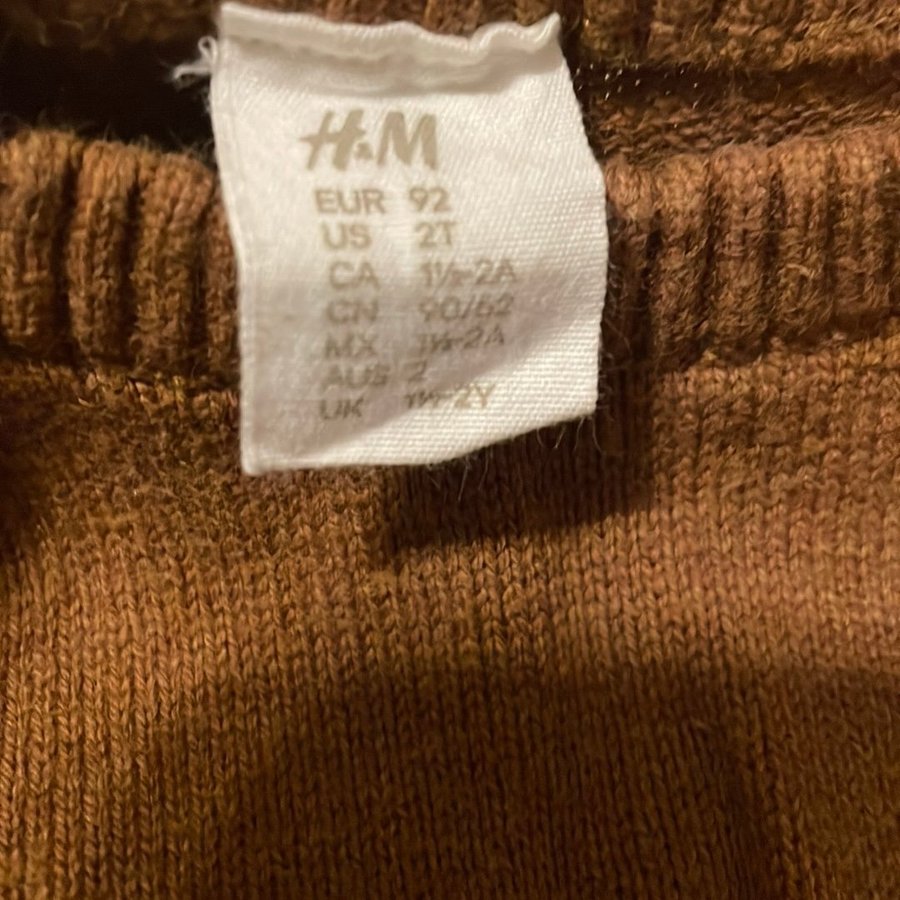 H&M
EUR 92
US 2T
CA 1½-2A
CN 90/52
MX 1½-2A
AUS 2
UK 1½-2Y